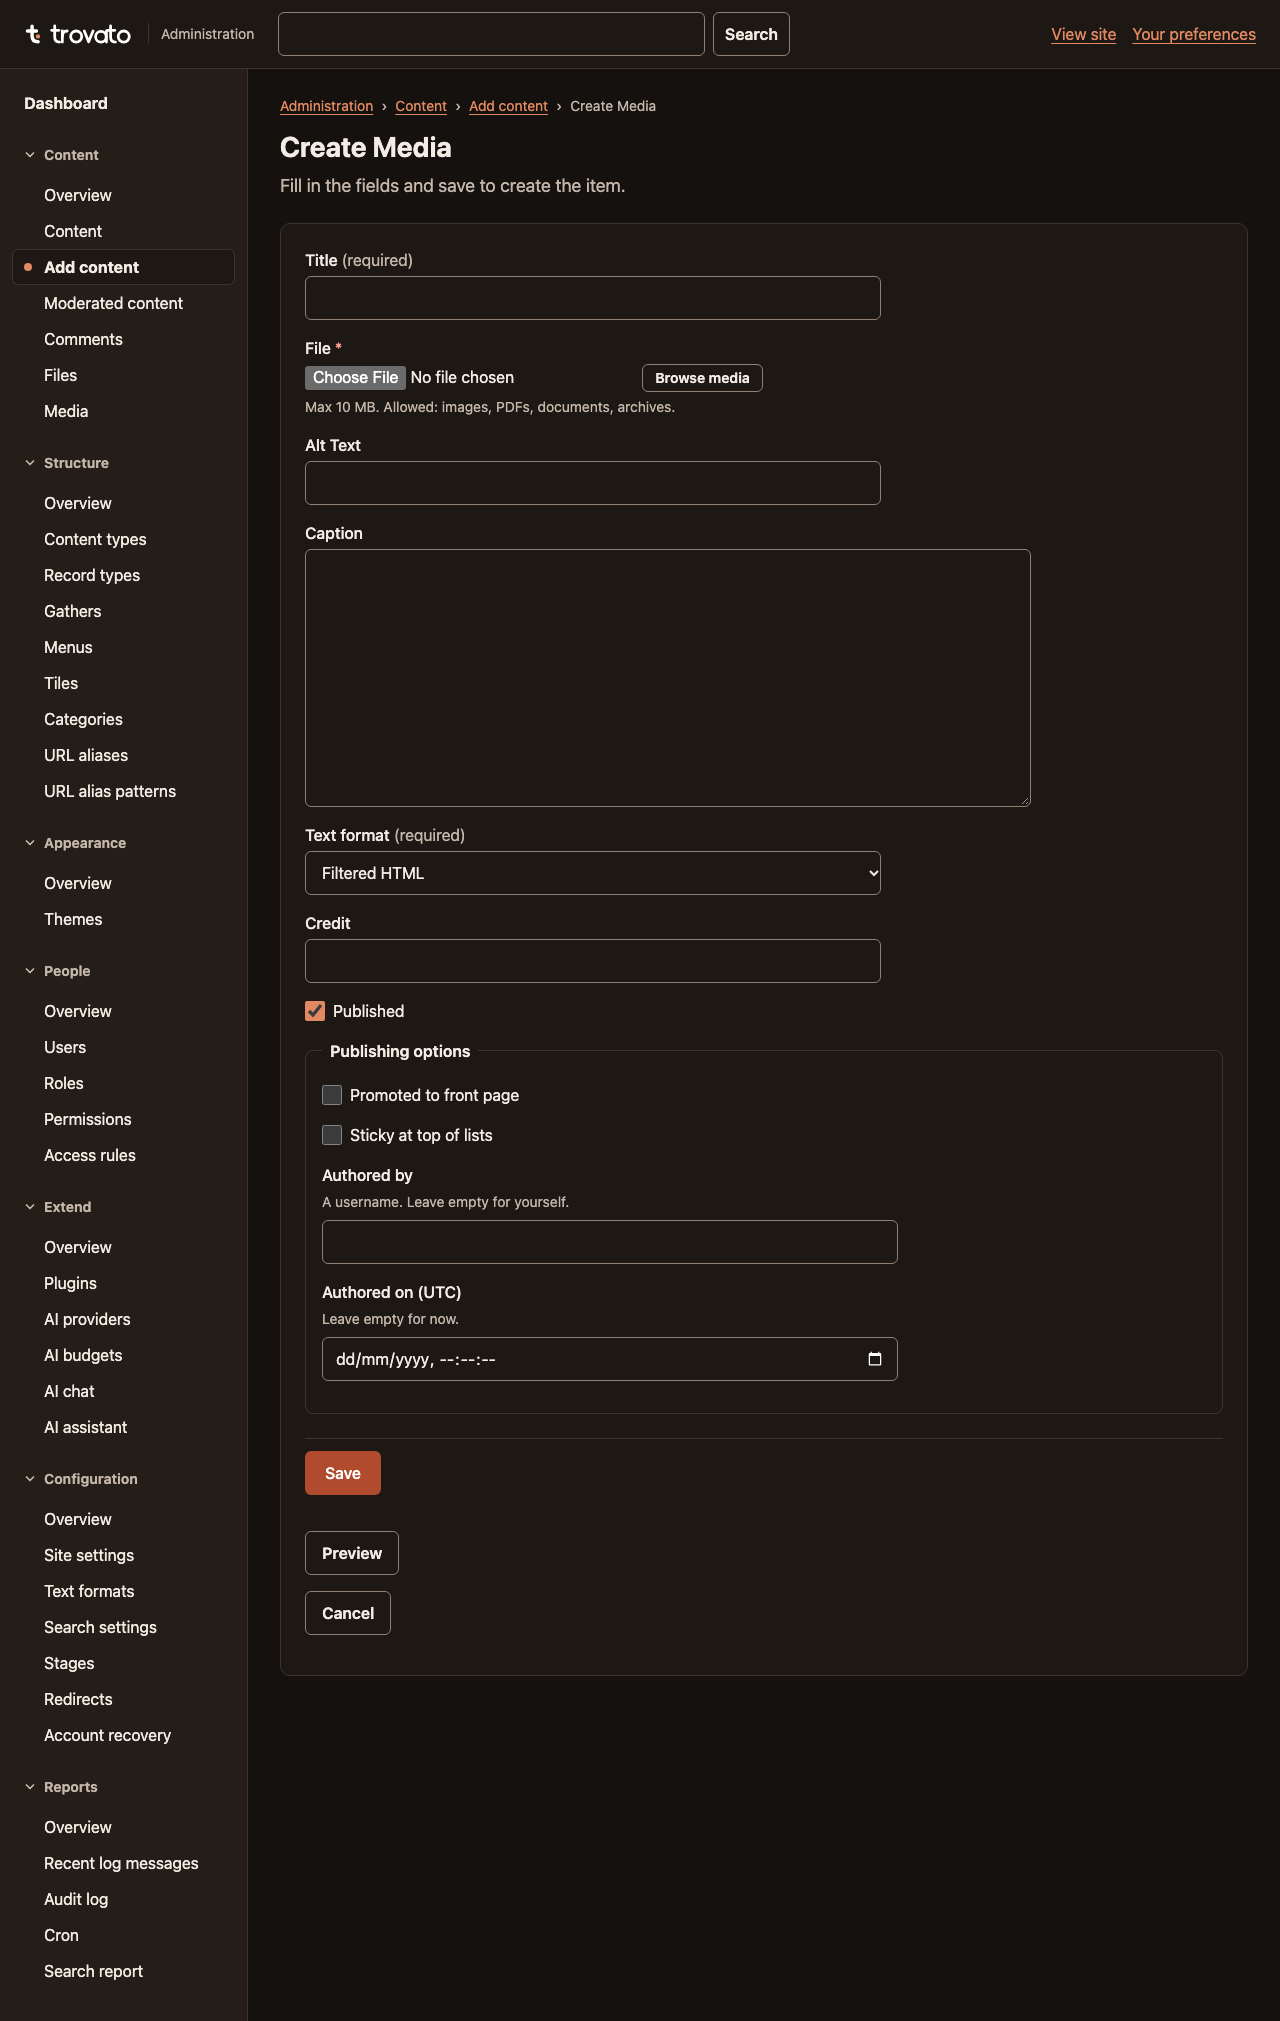 trovato
Administration
Search
View site
Your preferences
Dashboard
Content
Overview
Content
Add content
Moderated content
Comments
Files
Media
Structure
Overview
Content types
Record types
Gathers
Menus
Tiles
Categories
URL aliases
URL alias patterns
Appearance
Overview
Themes
People
Overview
Users
Roles
Permissions
Access rules
Extend
Overview
Plugins
AI providers
AI budgets
AI chat
AI assistant
Configuration
Overview
Site settings
Text formats
Search settings
Stages
Redirects
Account recovery
Reports
Overview
Recent log messages
Audit log
Cron
Search report
Administration › Content › Add content › Create Media
Create Media
Fill in the fields and save to create the item.
Title (required)
File *
Choose File No file chosen
Browse media
Max 10 MB. Allowed: images, PDFs, documents, archives.
Alt Text
Caption
Text format (required)
Filtered HTML
Credit
Published
Publishing options
Promoted to front page
Sticky at top of lists
Authored by
A username. Leave empty for yourself.
Authored on (UTC)
Leave empty for now.
dd/mm/yyyy, --:--:--
Save
Preview
Cancel